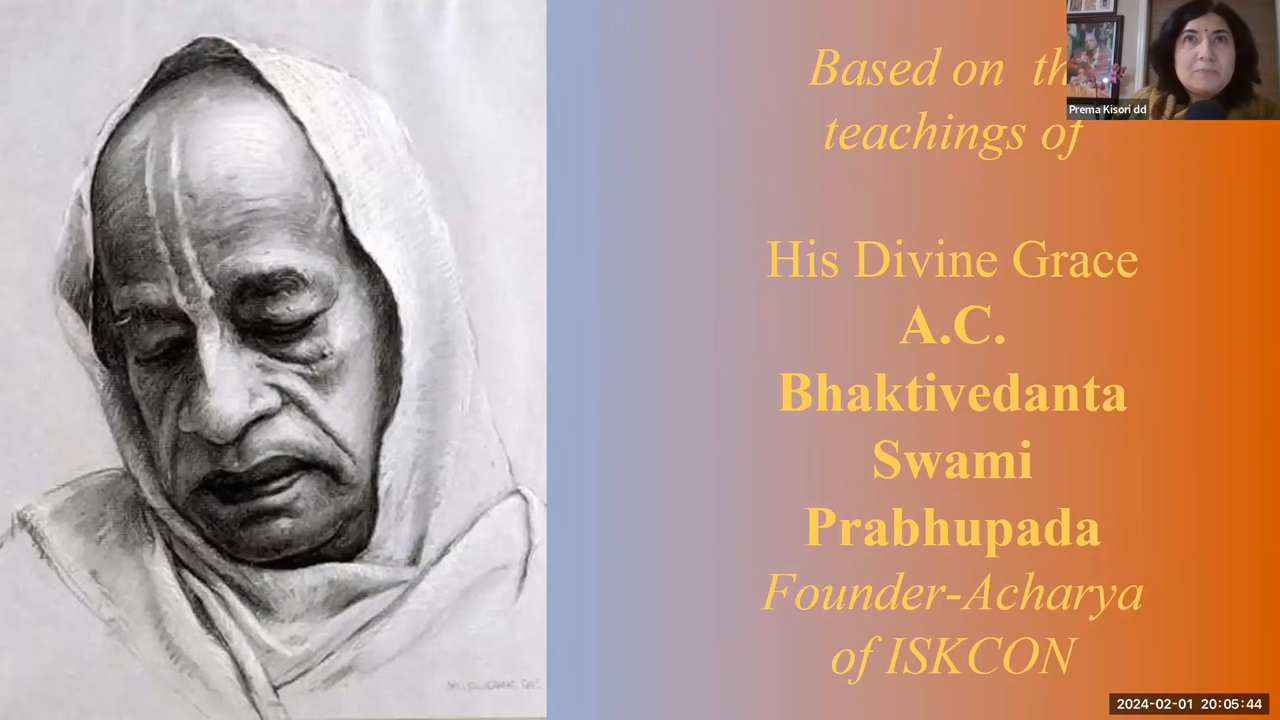 Based on th
teachings of
His Divine Grace
A.C.
Bhaktivedanta
Swami
Prabhupada
Founder-Acharya
of ISKCON
Prema Kisori dd
2024-02-01 20:05:44